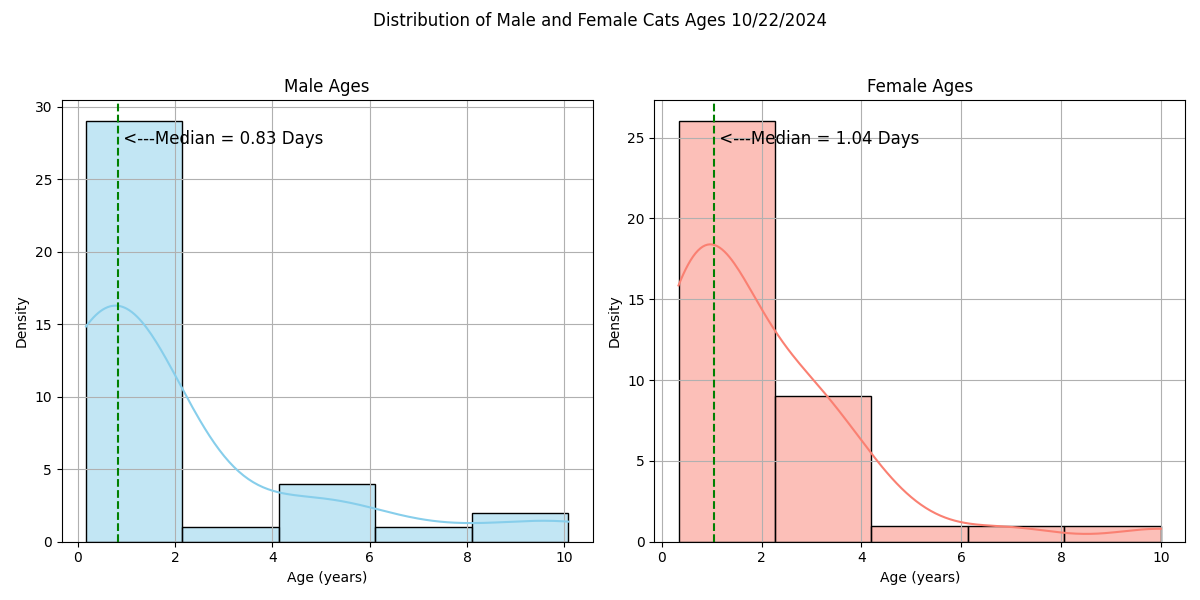 Distribution of Male and Female Cats Ages 10/22/2024
Male Ages
30
25
20
15
10
5
0
Density
<---Median = 0.83 Days
0 2 4 6 8 10
Age (years)
Female Ages
25
20
15
10
5
0
Density
<---Median = 1.04 Days
0 2 4 6 8 10
Age (years)